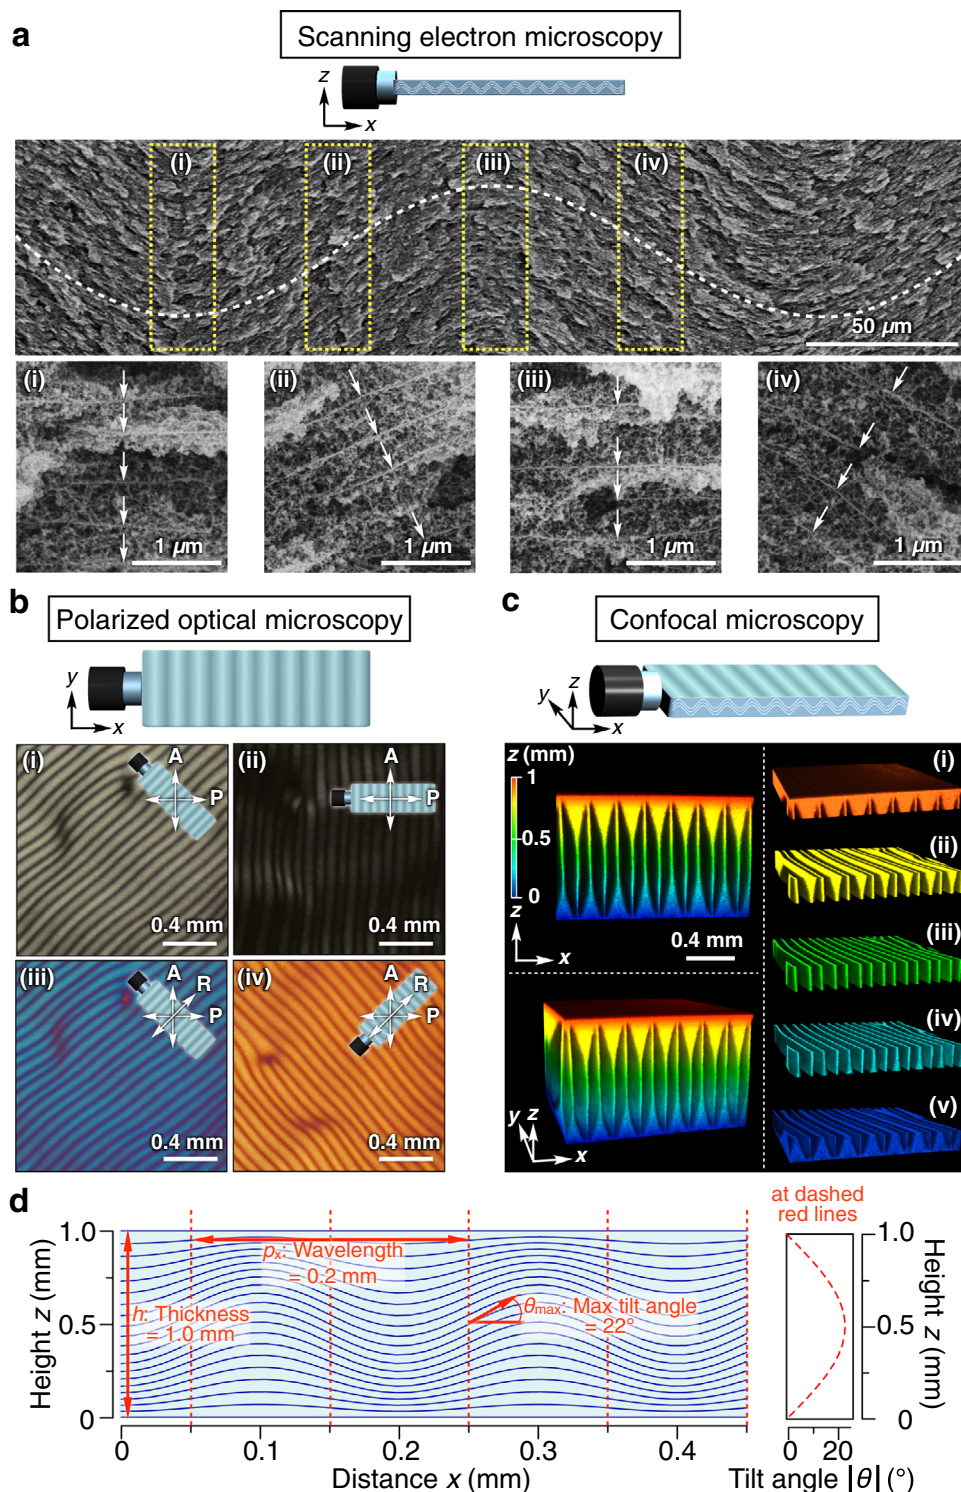 a
Scanning electron microscopy
z
x
(i)
(ii)
(iii)
(iv)
50 µm
(i)
1 µm
(ii)
1 µm
(iii)
1 µm
(iv)
1 µm
b
Polarized optical microscopy
y
x
(i)
A
P
0.4 mm
(ii)
A
P
0.4 mm
(iii)
A
R
P
0.4 mm
(iv)
A
R
P
0.4 mm
c
Confocal microscopy
y
z
x
z (mm)
1
0.5
0
z
x
0.4 mm
y
z
x
(i)
(ii)
(iii)
(iv)
(v)
d
Height z (mm)
1.0
0.5
0
h: Thickness
= 1.0 mm
px: Wavelength
= 0.2 mm
θmax: Max tilt angle
= 22°
0
0.1
0.2
0.3
0.4
Distance x (mm)
at dashed
red lines
1.0
0.5
0
Height z (mm)
0
20
Tilt angle |θ| (°)